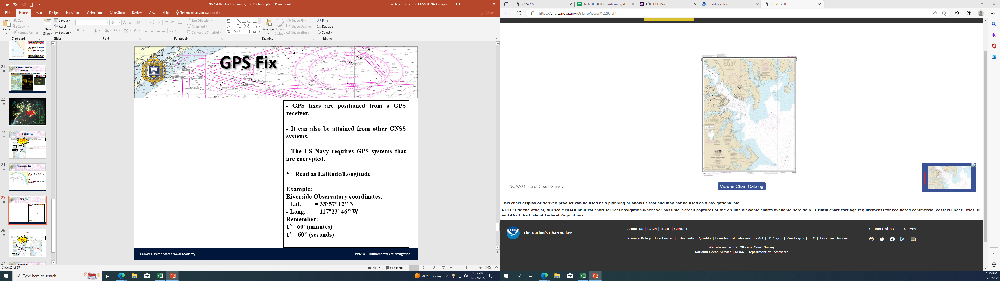 NN284-07-Dead Reckoning and Piloting.pptx - PowerPoint
Wilhelm, Robert G LT USN USNA Annapolis
File Home Insert Design Transitions Animations Slide Show Review View Help Tell me what you want to do
Share
Paste
Cut
Copy
Format Painter
Clipboard
New
Slide
Layout
Reset
Section
Slides
16
Font
Text Direction
Align Text
Convert to SmartArt
Paragraph
Arrange
Quick
Styles
Shape Fill
Shape Outline
Shape Effects
Drawing
Find
Replace
Select
Editing
21
RADAR Lines of
Position
22
23
RADAR Fix
24
Composite Fix
25
GPS Fix
26
27
Questions?
GPS Fix
- GPS fixes are positioned from a GPS
receiver.
- It can also be attained from other GNSS
systems.
- The US Navy requires GPS systems that
are encrypted.
• Read as Latitude/Longitude
Example:
Riverside Observatory coordinates:
- Lat. = 33°57’ 12” N
- Long. = 117°23’ 46” W
Remember:
1°= 60’ (minutes)
1’ = 60” (seconds)
SEANAV I United States Naval Academy
NN284 – Fundamentals of Navigation
Slide 25 of 27
Notes
Comments
114%
Type here to search
40°F Sunny
1:35 PM
12/27/2022
2774295
NN220 SKED Brainstorming.xlsx
HBOMax
Chart Locator
Chart 12283
https://charts.noaa.gov/OnLineViewer/12283.shtml
ANNAPOLIS HARBOR
NOAA Office of Coast Survey
View in Chart Catalog
This chart display or derived product can be used as a planning or analysis tool and may not be used as a navigational aid.
NOTE: Use the official, full scale NOAA nautical chart for real navigation whenever possible. Screen captures of the on-line viewable charts available here do NOT fulfill chart carriage requirements for regulated commercial vessels under Titles 33
and 46 of the Code of Federal Regulations.
NOAA
The Nation's Chartmaker
About Us | IOCM | HSRP | Contact
Privacy Policy | Disclaimer | Information Quality | Freedom of Information Act | USA.gov | Ready.gov | EEO | Take our Survey
Website owned by: Office of Coast Survey
National Ocean Service | NOAA | Department of Commerce
Connect with Coast Survey
1:35 PM
12/27/2022